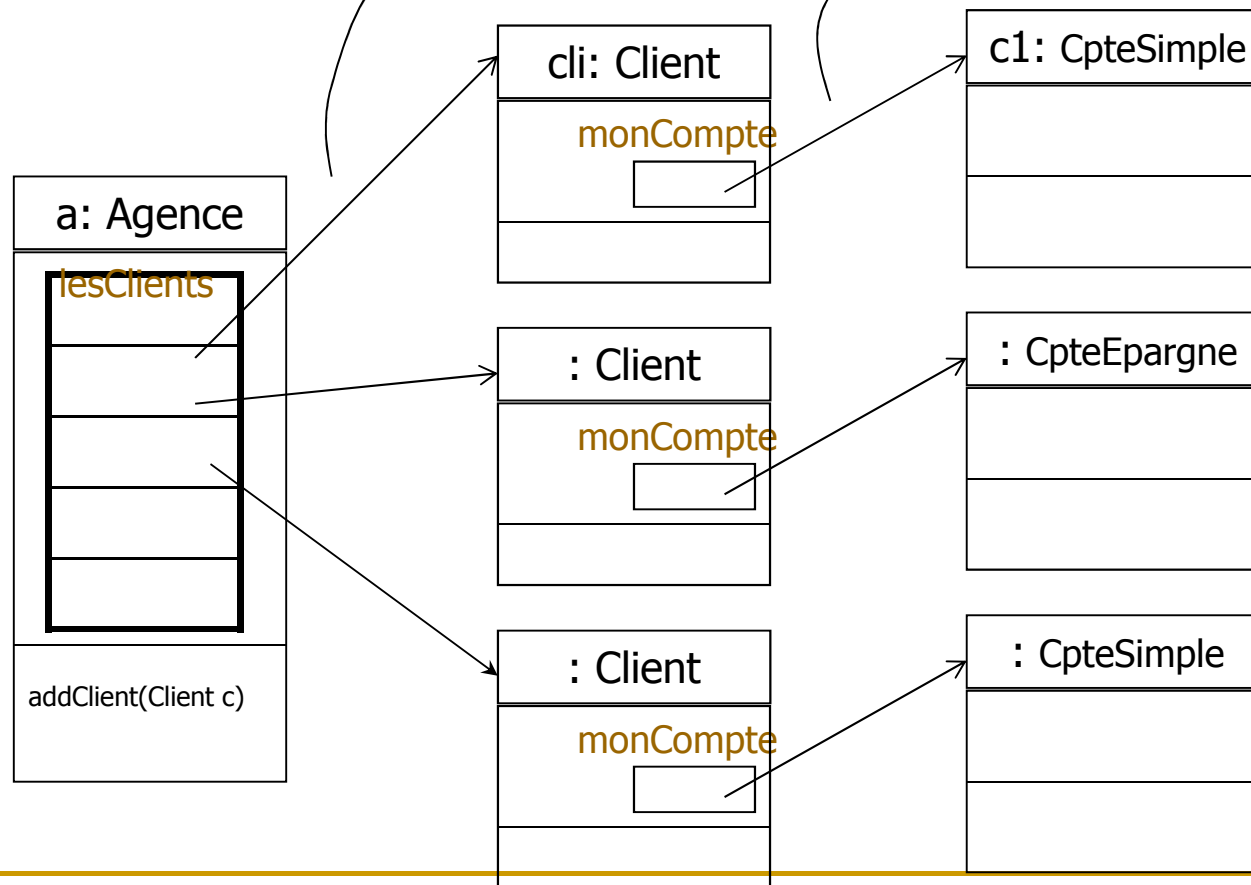 a: Agence
lesClients
addClient(Client c)
cli: Client
monCompte
c1: CpteSimple
: Client
monCompte
: CpteEpargne
: Client
monCompte
: CpteSimple